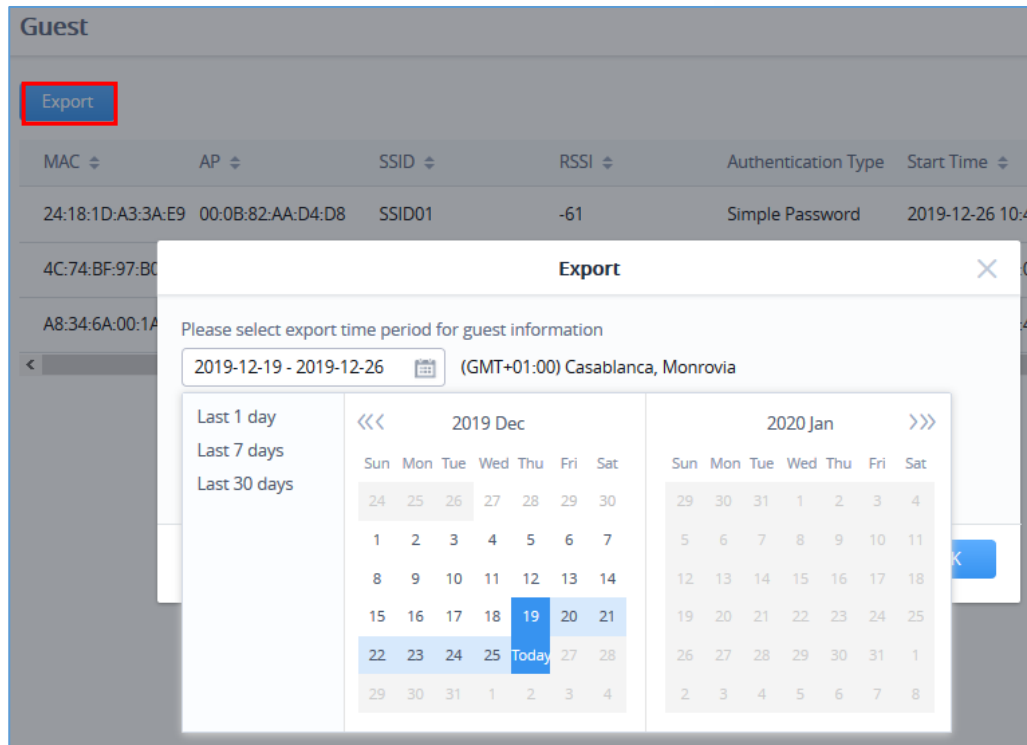 Guest
Export
MAC AP SSID RSSI Authentication Type Start Time
24:18:1D:A3:3A:E9 00:0B:82:AA:D4:D8 SSID01 -61 Simple Password 2019-12-26 10:4
4C:74:BF:97:B0
A8:34:6A:00:1A
Export
Please select export time period for guest information
2019-12-19 - 2019-12-26 (GMT+01:00) Casablanca, Monrovia
Last 1 day
Last 7 days
Last 30 days
2019 Dec
Sun Mon Tue Wed Thu Fri Sat
24 25 26 27 28 29 30
1 2 3 4 5 6 7
8 9 10 11 12 13 14
15 16 17 18 19 20 21
22 23 24 25 Today 27 28
29 30 31 1 2 3 4
2020 Jan
Sun Mon Tue Wed Thu Fri Sat
29 30 31 1 2 3 4
5 6 7 8 9 10 11
12 13 14 15 16 17 18
19 20 21 22 23 24 25
26 27 28 29 30 31 1
2 3 4 5 6 7 8
K